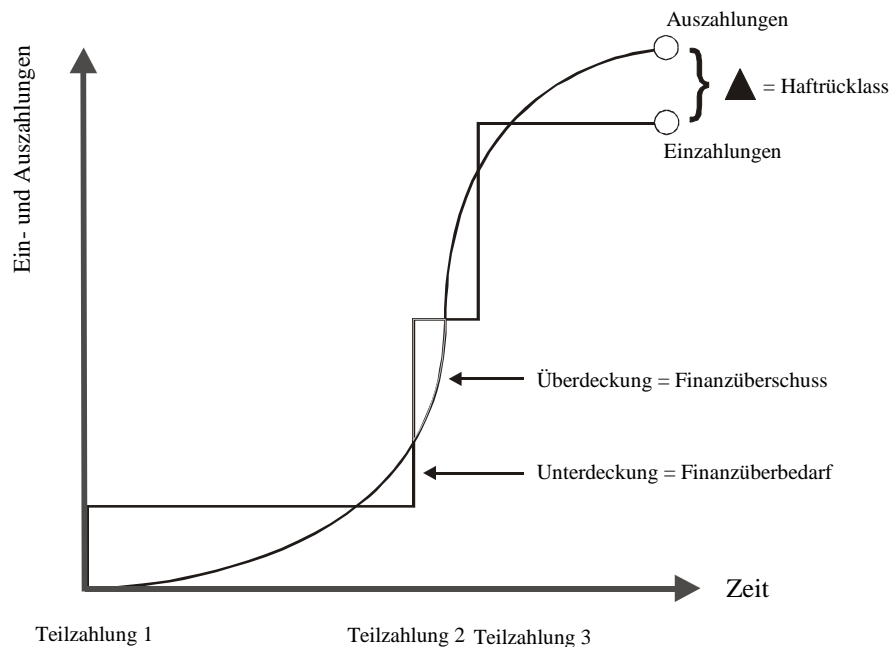 Auszahlungen
= Haftrücklass
Einzahlungen
Ein- und Auszahlungen
Überdeckung = Finanzüberschuss
Unterdeckung = Finanzüberbedarf
Zeit
Teilzahlung 1
Teilzahlung 2
Teilzahlung 3